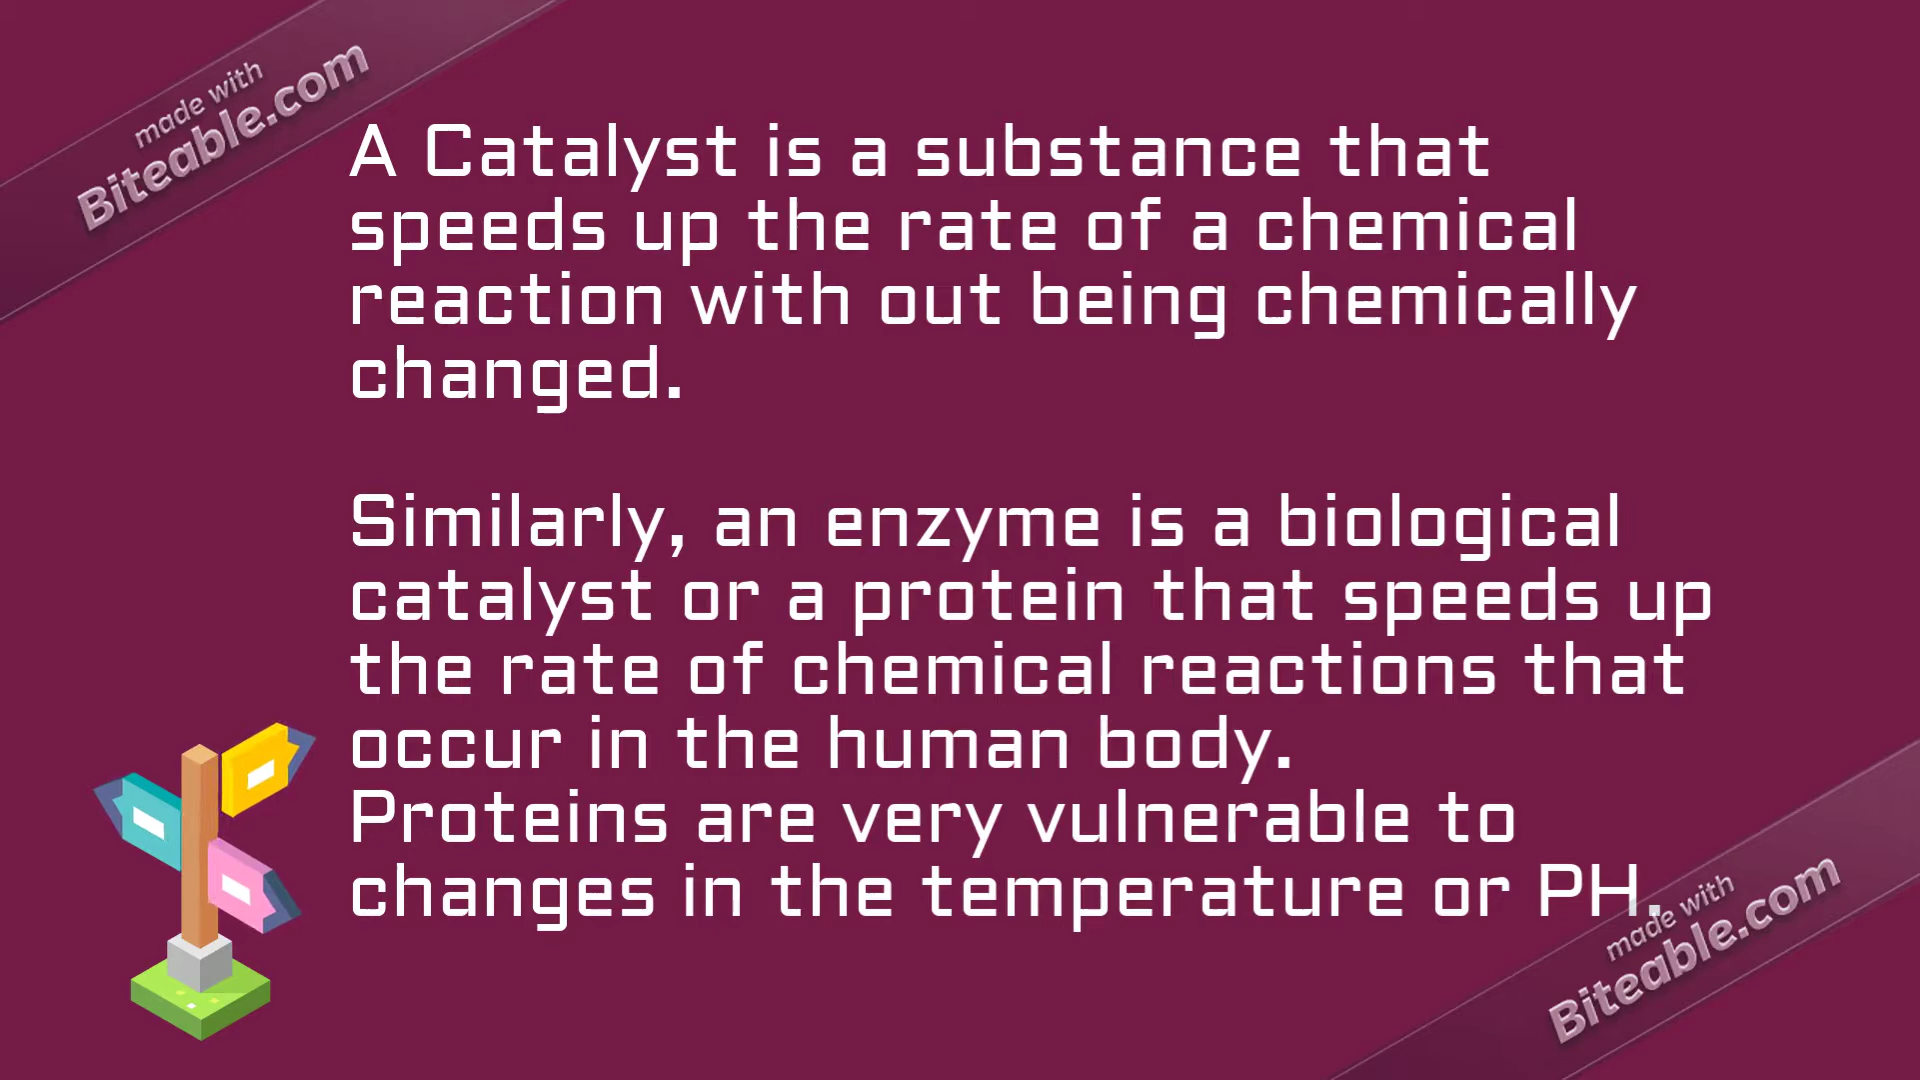 made with
Biteable.com
A Catalyst is a substance that
speeds up the rate of a chemical
reaction with out being chemically
changed.
Similarly, an enzyme is a biological
catalyst or a protein that speeds up
the rate of chemical reactions that
occur in the human body.
Proteins are very vulnerable to
changes in the temperature or PH.
made with
Biteable.com